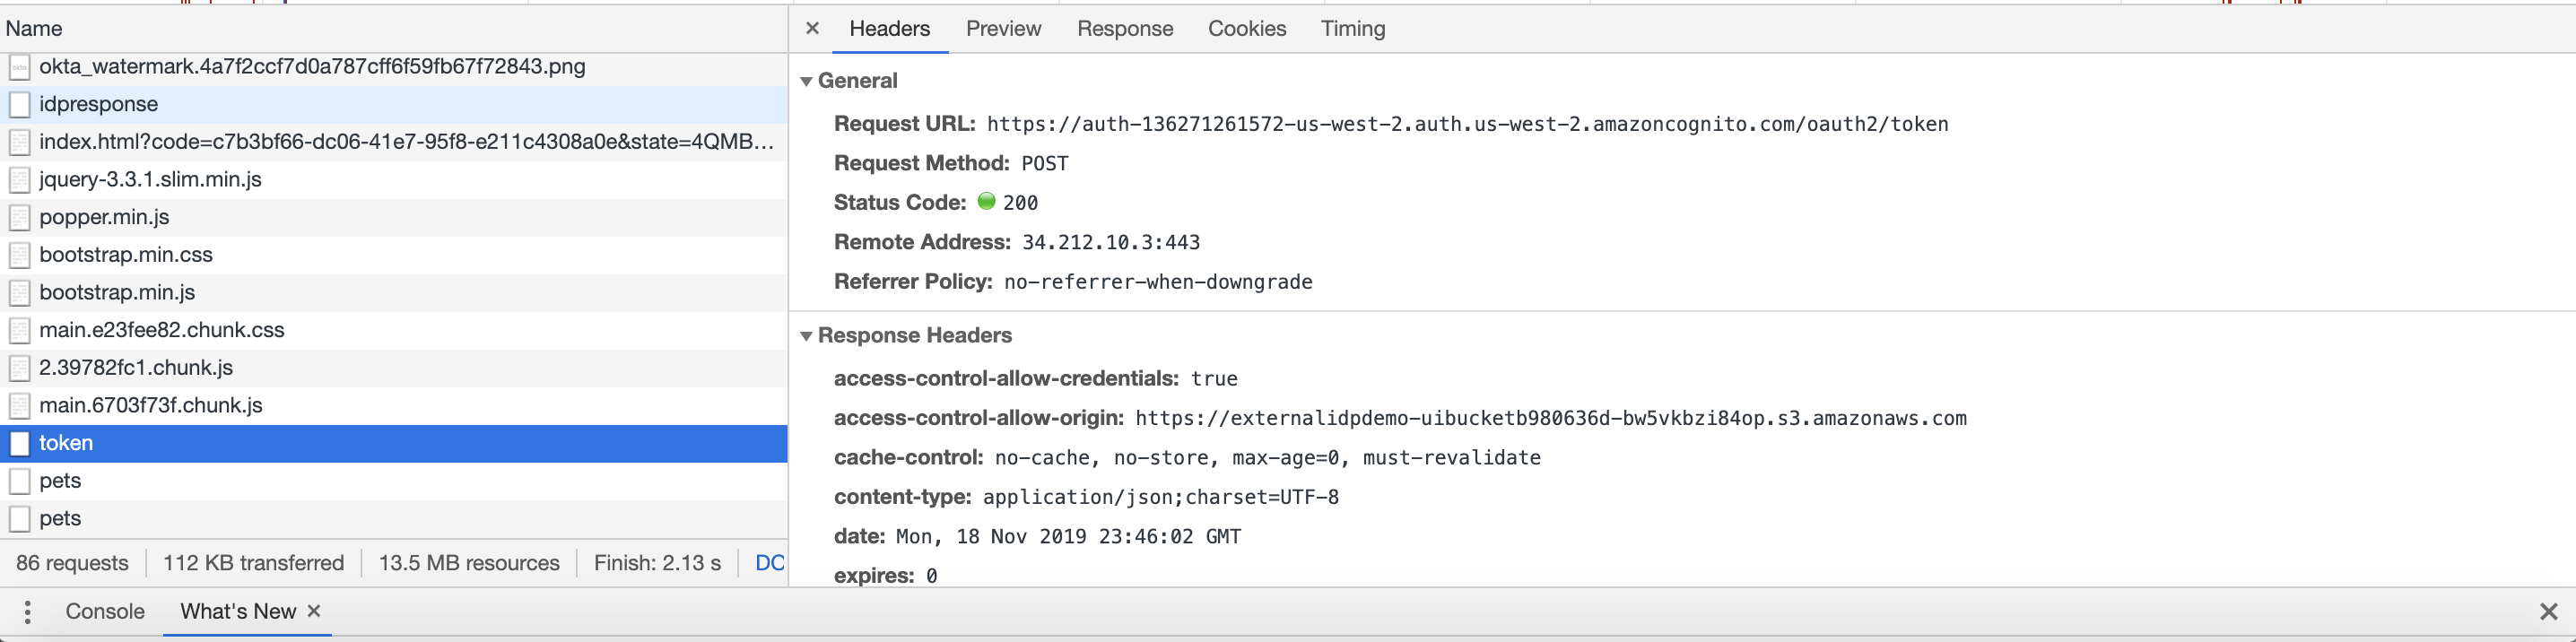 Name
okta_watermark.4a7f2ccf7d0a787cff6f59fb67f72843.png
idpresponse
index.html?code=c7b3bf66-dc06-41e7-95f8-e211c4308a0e&state=4QMB...
jquery-3.3.1.slim.min.js
popper.min.js
bootstrap.min.css
bootstrap.min.js
main.e23fee82.chunk.css
2.39782fc1.chunk.js
main.6703f73f.chunk.js
token
pets
pets
86 requests 112 KB transferred 13.5 MB resources Finish: 2.13 s DO
× Headers Preview Response Cookies Timing
▼ General
Request URL: https://auth-136271261572-us-west-2.auth.us-west-2.amazoncognito.com/oauth2/token
Request Method: POST
Status Code: 200
Remote Address: 34.212.10.3:443
Referrer Policy: no-referrer-when-downgrade
▼ Response Headers
access-control-allow-credentials: true
access-control-allow-origin: https://externalidpdemo-uibucketb980636d-bw5vkbzi84op.s3.amazonaws.com
cache-control: no-cache, no-store, max-age=0, must-revalidate
content-type: application/json;charset=UTF-8
date: Mon, 18 Nov 2019 23:46:02 GMT
expires: 0
Console What's New ×